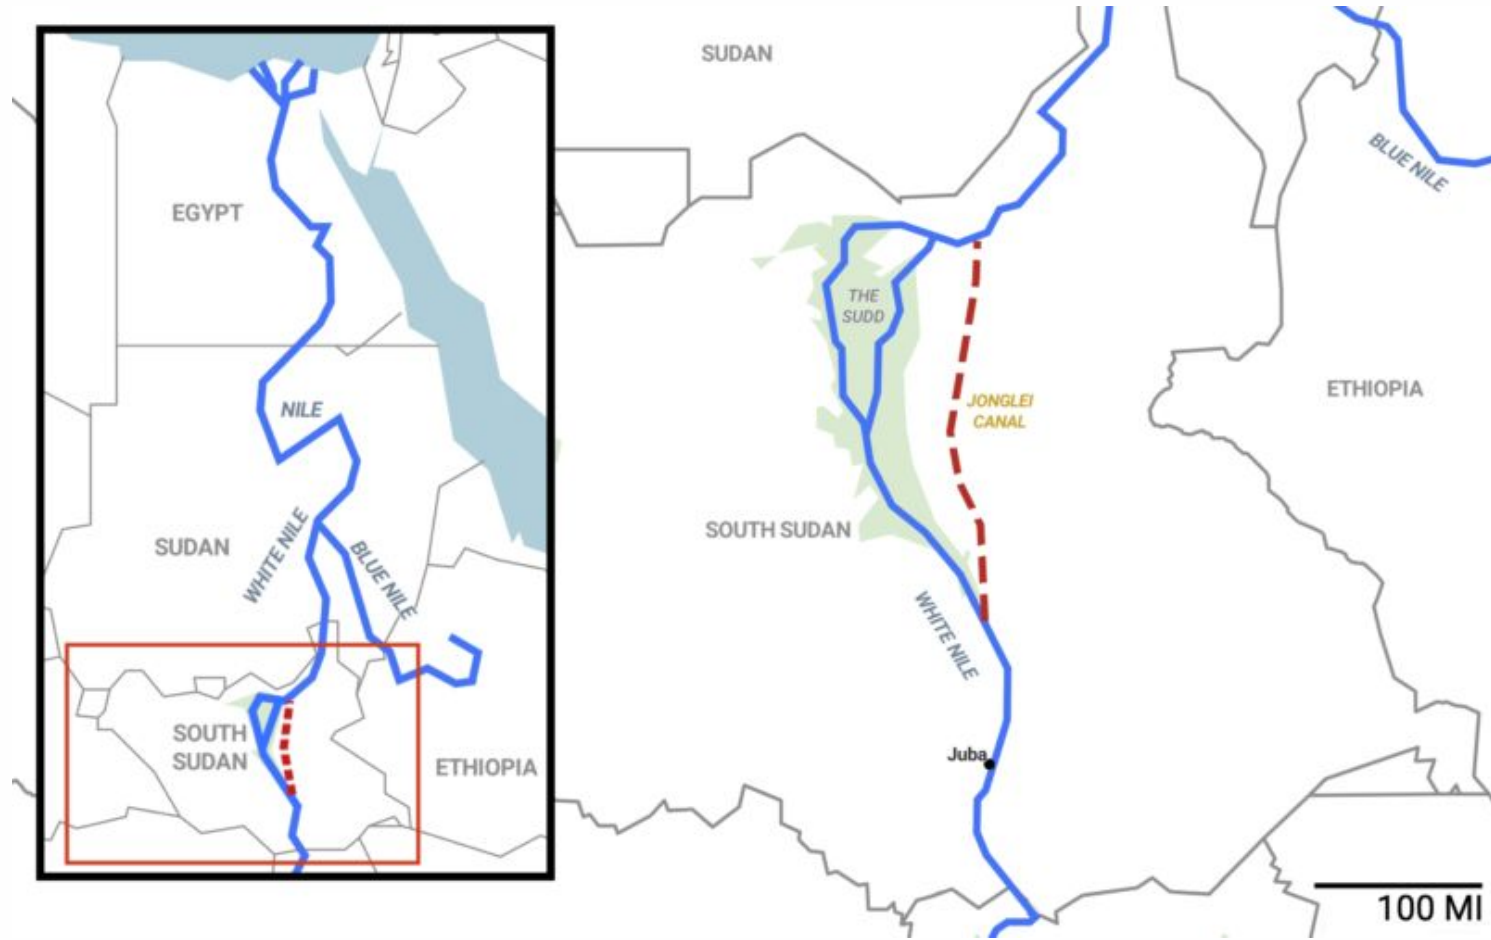 EGYPT
NILE
SUDAN
WHITE NILE
BLUE NILE
SOUTH
SUDAN
ETHIOPIA
SUDAN
BLUE NILE
THE
SUDD
JONGLEI
CANAL
ETHIOPIA
SOUTH SUDAN
WHITE NILE
Juba
100 MI